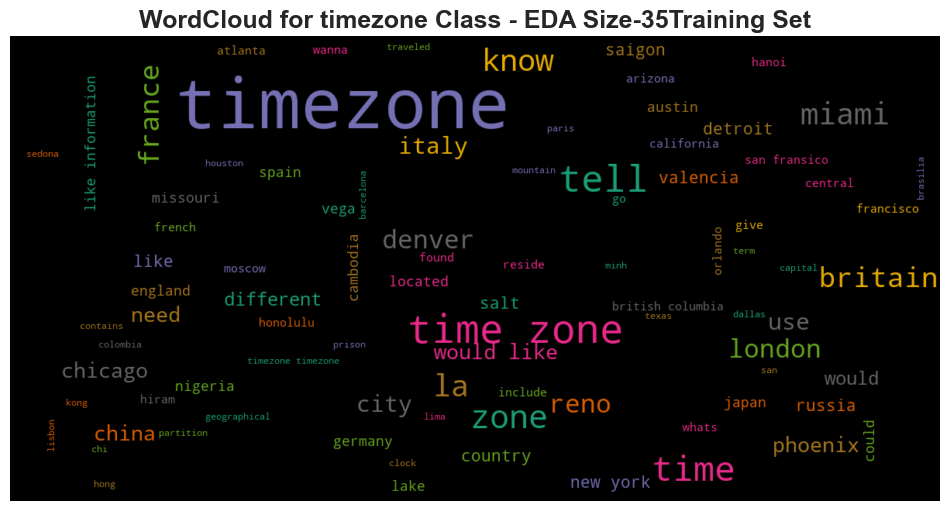 WordCloud for timezone Class - EDA Size-35Training Set
atlanta
wanna
traveled
know
saigon
hanoi
france
timezone
arizona
like information
austin
miami
detroit
paris
italy
california
sedona
houston
spain
mountain
tell
valencia
san fransico
central
brasilia
missouri
vega
barcelona
go
francisco
french
denver
give
like
moscow
cambodia
found
reside
minh
orlando
term
capital
located
britain
england
different
salt
british columbia
need
honolulu
texas
dallas
use
contains
time zone
colombia
prison
would like
london
chicago
timezone timezone
san
would
nigeria
la
include
hiram
kong
city
reno
japan
russia
geographical
lima
zone
lisbon
china
partition
whats
could
chi
germany
country
phoenix
clock
time
hong
lake
new york